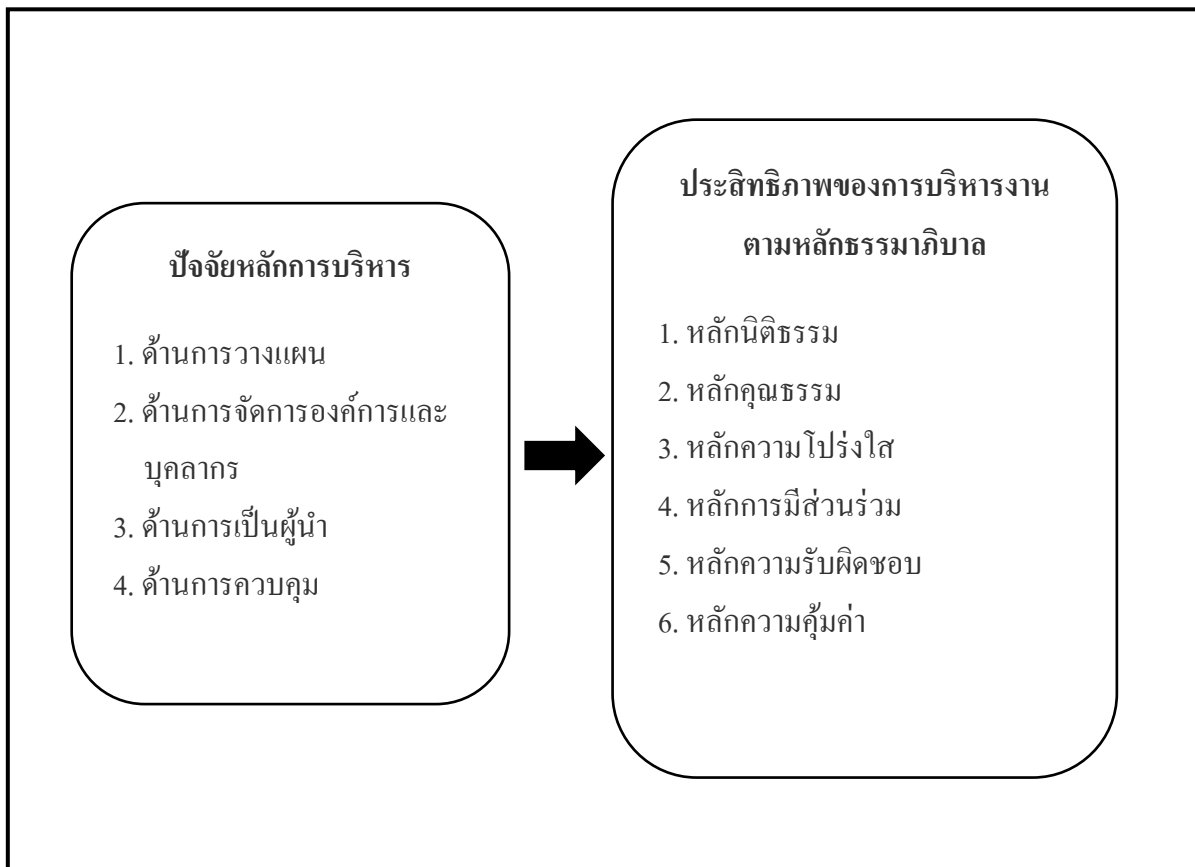 ปัจจัยหลักการบริหาร
1. ด้านการวางแผน
2. ด้านการจัดการองค์การและ
บุคลากร
3. ด้านการเป็นผู้นำ
4. ด้านการควบคุม
ประสิทธิภาพของการบริหารงาน
ตามหลักธรรมาภิบาล
1. หลักนิติธรรม
2. หลักคุณธรรม
3. หลักความโปร่งใส
4. หลักการมีส่วนร่วม
5. หลักความรับผิดชอบ
6. หลักความคุ้มค่า